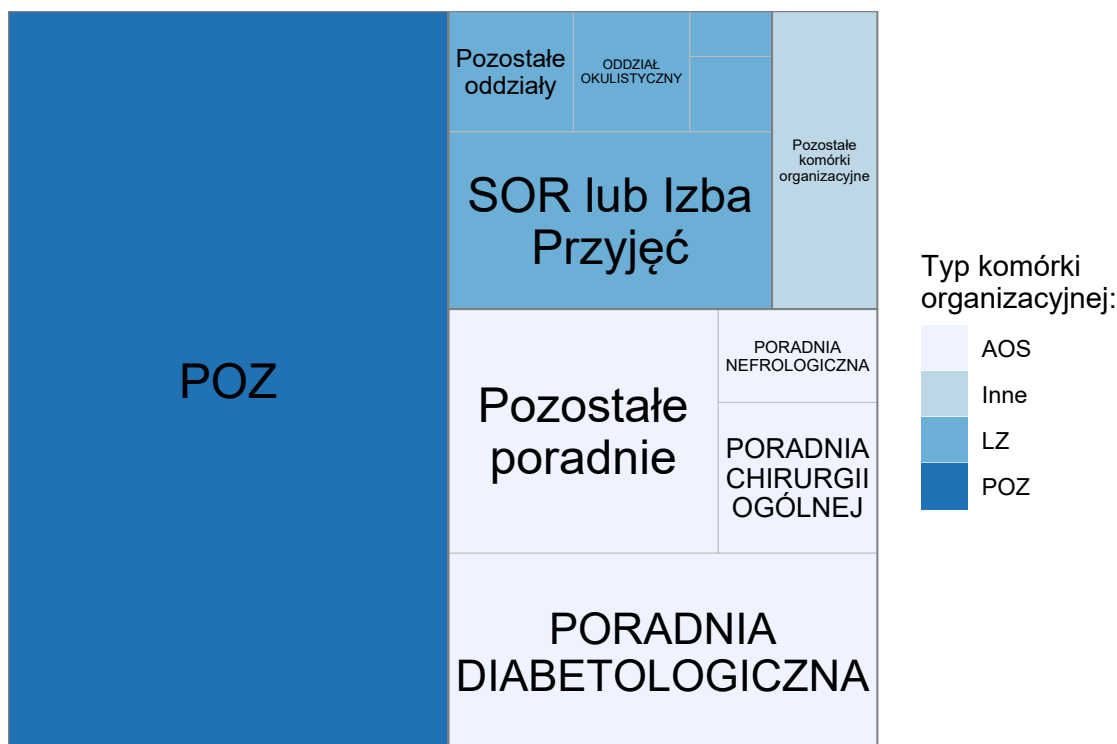 POZ
Pozostałe
oddziały
ODDZIAŁ
OKULISTYCZNY
SOR lub Izba
Przyjęć
Pozostałe
komórki
organizacyjne
Pozostałe
poradnie
PORADNIA
NEFROLOGICZNA
PORADNIA
CHIRURGII
OGÓLNEJ
PORADNIA
DIABETOLOGICZNA
Typ komórki
organizacyjnej:
AOS
Inne
LZ
POZ